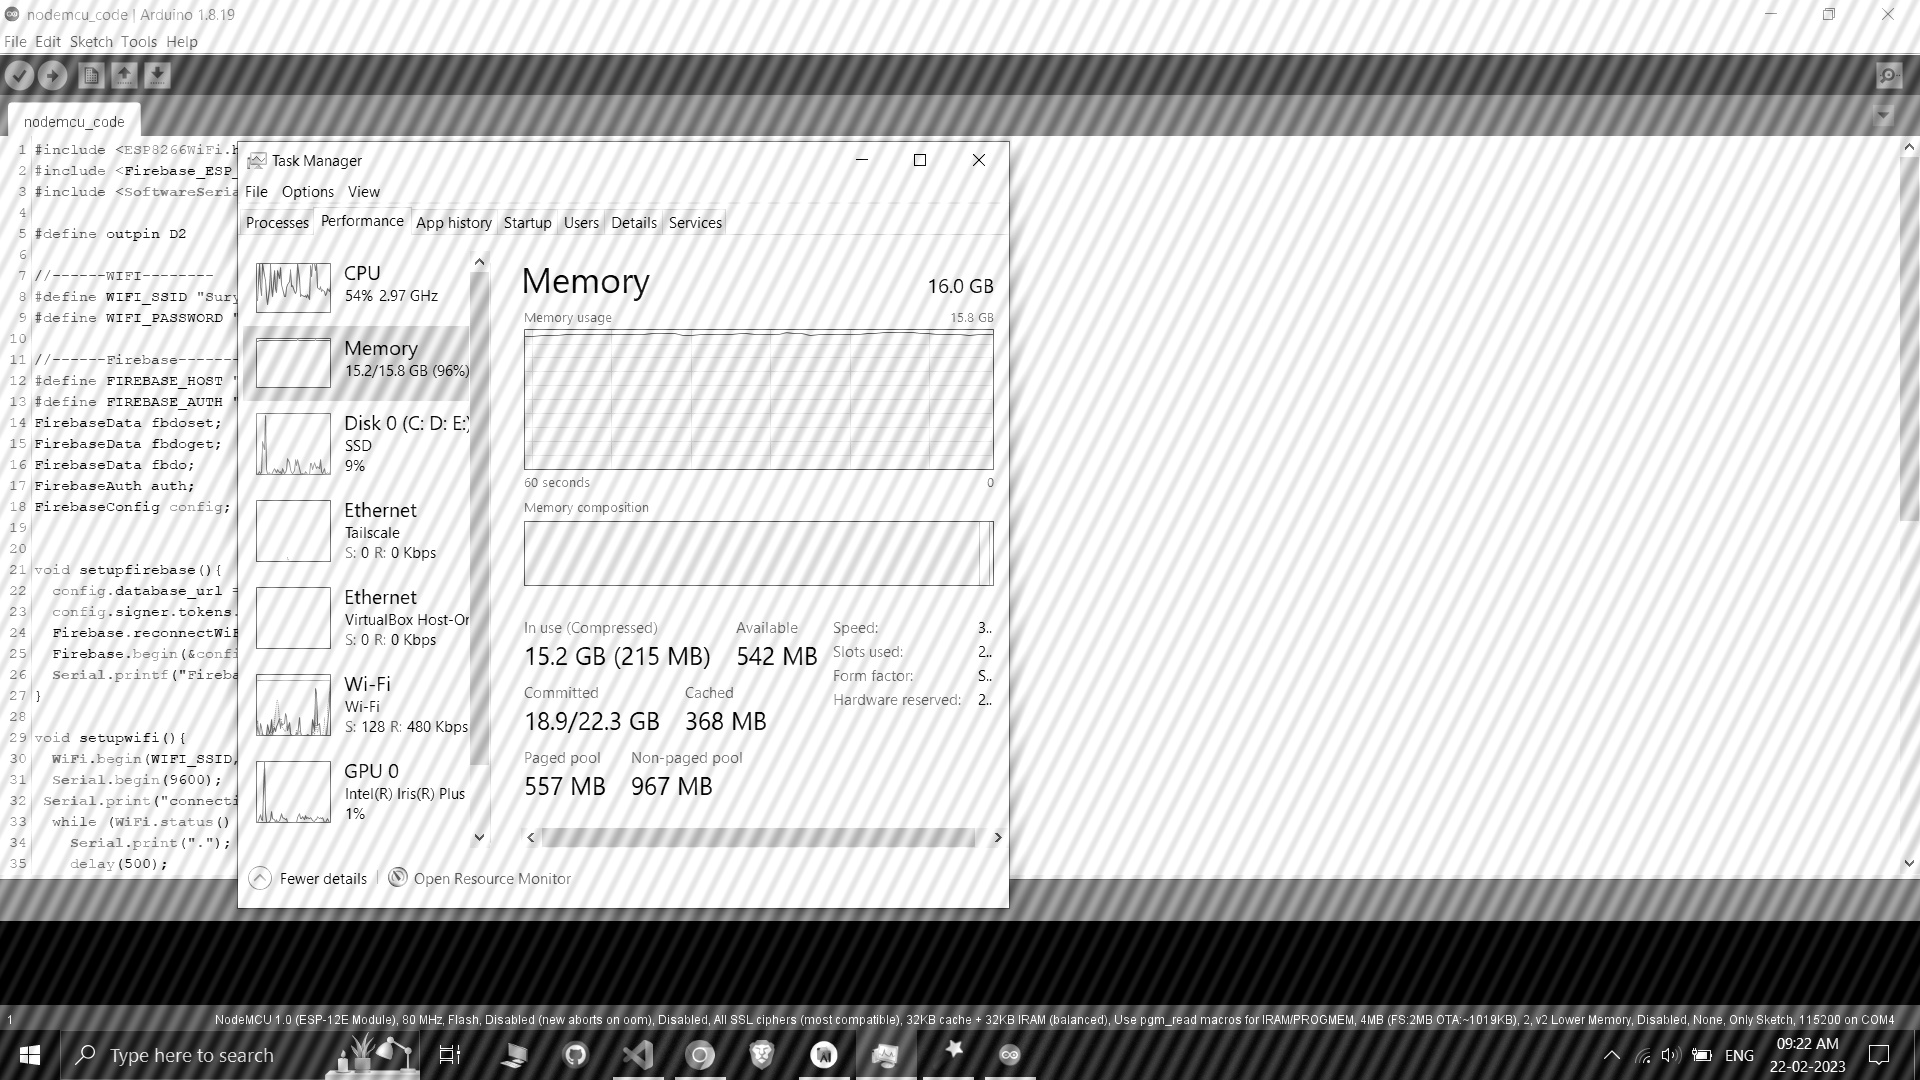 nodemcu_code | Arduino 1.8.19
File Edit Sketch Tools Help
nodemcu_code
1 #include <ESP8266WiFi.h
2 #include <Firebase_ESP_
3 #include <SoftwareSeria
4
5 #define outpin D2
6
7 //------WIFI--------
8 #define WIFI_SSID "Sury
9 #define WIFI_PASSWORD "
10
11 //------Firebase-------
12 #define FIREBASE_HOST "
13 #define FIREBASE_AUTH "
14 FirebaseData fbdoset;
15 FirebaseData fbdoget;
16 FirebaseData fbdo;
17 FirebaseAuth auth;
18 FirebaseConfig config;
19
20
21 void setupfirebase(){
22 config.database_url =
23 config.signer.tokens.
24 Firebase.reconnectWiF
25 Firebase.begin(&confi
26 Serial.printf("Fireba
27 }
28
29 void setupwifi(){
30 WiFi.begin(WIFI_SSID,
31 Serial.begin(9600);
32 Serial.print("connecti
33 while (WiFi.status()
34 Serial.print(".");
35 delay(500);
Task Manager
File Options View
Processes Performance App history Startup Users Details Services
CPU
54% 2.97 GHz
Memory
15.2/15.8 GB (96%)
Disk 0 (C: D: E:)
SSD
9%
Ethernet
Tailscale
S: 0 R: 0 Kbps
Ethernet
VirtualBox Host-On
S: 0 R: 0 Kbps
Wi-Fi
Wi-Fi
S: 128 R: 480 Kbps
GPU 0
Intel(R) Iris(R) Plus
1%
Memory 16.0 GB
Memory usage 15.8 GB
60 seconds 0
Memory composition
In use (Compressed) Available
15.2 GB (215 MB) 542 MB
Committed Cached
18.9/22.3 GB 368 MB
Paged pool Non-paged pool
557 MB 967 MB
Speed: 3..
Slots used: 2..
Form factor: S..
Hardware reserved: 2..
Fewer details Open Resource Monitor
1 NodeMCU 1.0 (ESP-12E Module), 80 MHz, Flash, Disabled (new aborts on oom), Disabled, All SSL ciphers (most compatible), 32KB cache + 32KB IRAM (balanced), Use pgm_read macros for IRAM/PROGMEM, 4MB (FS:2MB OTA:~1019KB), 2, v2 Lower Memory, Disabled, None, Only Sketch, 115200 on COM4
Type here to search
ENG
09:22 AM
22-02-2023